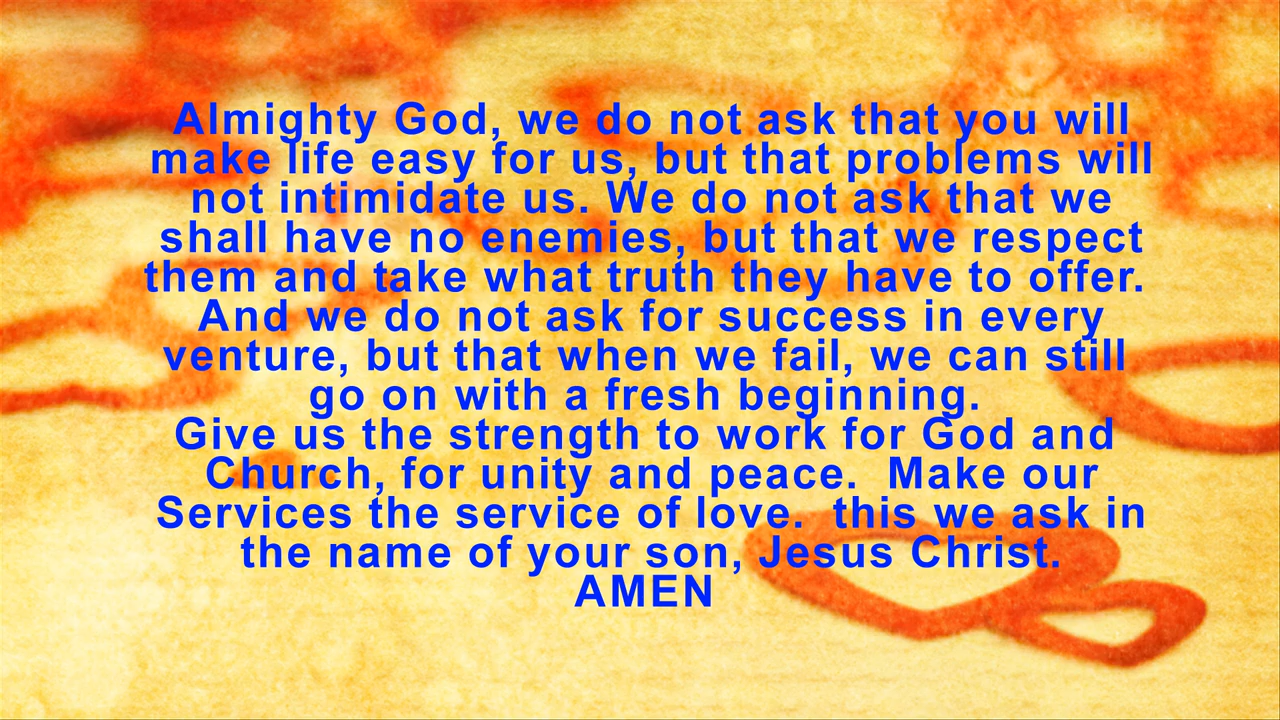 Almighty God, we do not ask that you will
make life easy for us, but that problems will
not intimidate us. We do not ask that we
shall have no enemies, but that we respect
them and take what truth they have to offer.
And we do not ask for success in every
venture, but that when we fail, we can still
go on with a fresh beginning.
Give us the strength to work for God and
Church, for unity and peace.  Make our
Services the service of love.  this we ask in
the name of your son, Jesus Christ.
AMEN